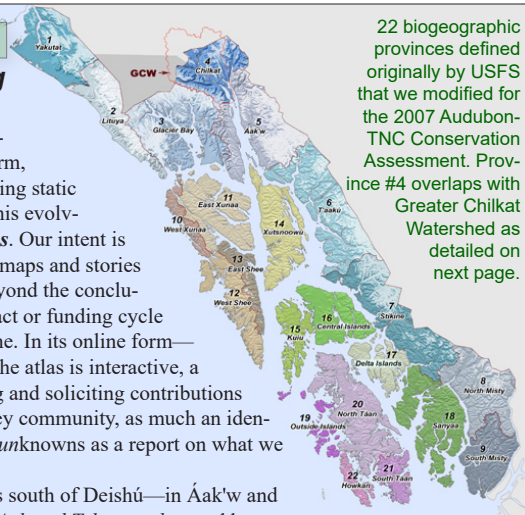 22 biogeographic
provinces defined
originally by USFS
that we modified for
the 2007 Audubon-
TNC Conservation
Assessment. Prov-
ince #4 overlaps with
Greater Chilkat
Watershed as
detailed on
next page.
1
Yakutat
GCW
4
Chilkat
2
Lituya
3
Glacier Bay
5
Aak'w
6
T'aakú
11
East Xunaa
10
West Xunaa
14
Xutsnoowú
13
East Shee
12
West Shee
7
Stikine
15
Kuiu
16
Central Islands
17
Delta Islands
8
North Misty
20
North Taan
19
Outside Islands
18
Sanyaa
9
South Misty
22
Howkan
21
South Taan
g
rm,
ing static
his evolv-
s. Our intent is
maps and stories
yond the conclu-
act or funding cycle
ne. In its online form—
he atlas is interactive, a
g and soliciting contributions
ey community, as much an iden-
unknowns as a report on what we
s south of Deishú—in Áak'w and